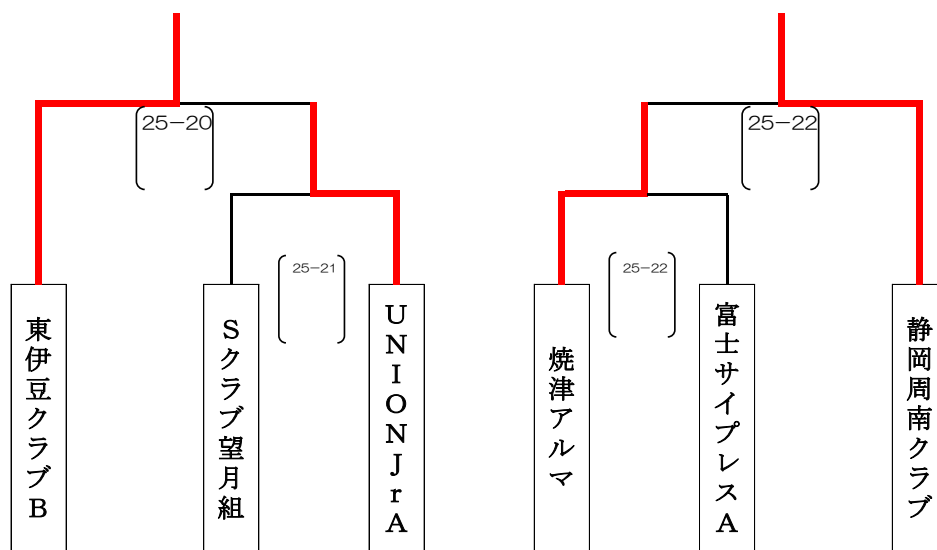 25-20
25-22
25-21
25-22
東伊豆クラブB
Sクラブ望月組
UNIONJrA
焼津アルマ
富士サイプレスA
静岡周南クラブ